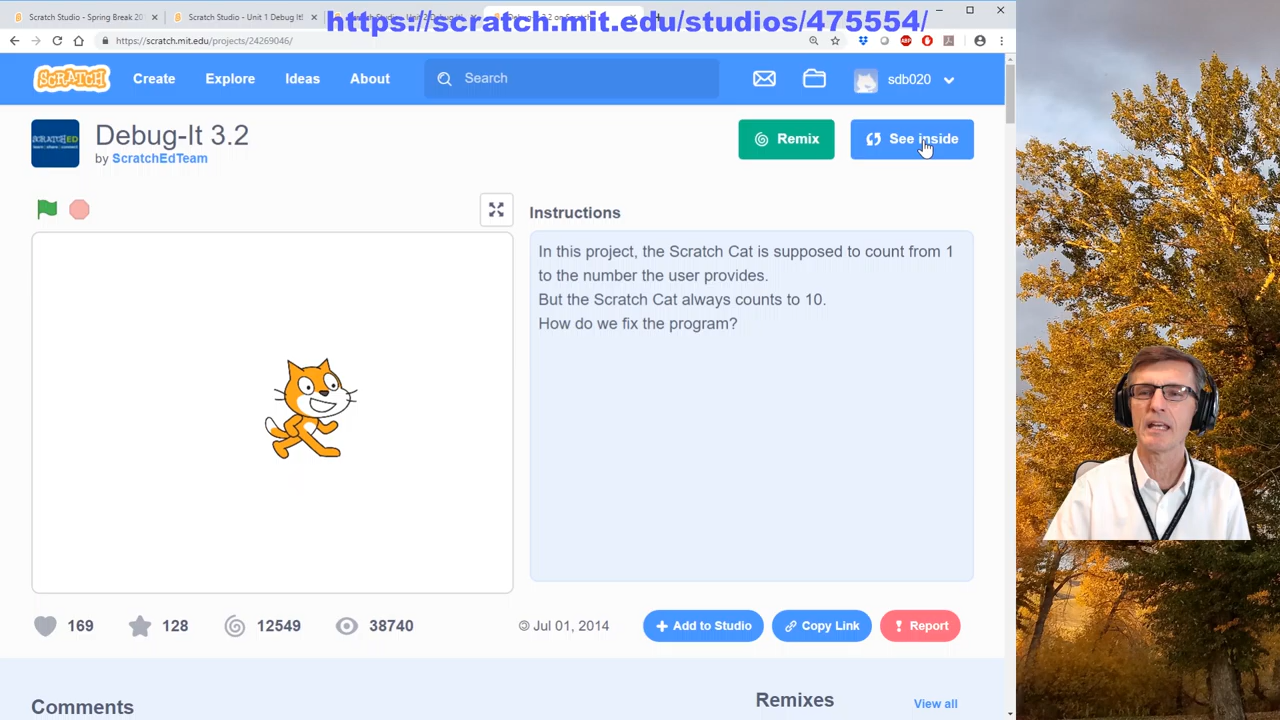 https://scratch.mit.edu/studios/475554/
Scratch Studio - Spring Break 20
Scratch Studio - Unit 1 Debug It!
https://scratch.mit.edu/projects/24269046/
SCRATCH
Create
Explore
Ideas
About
Search
sdb020
SCRATCHED
Debug-It 3.2
by ScratchEdTeam
Remix
See inside
Instructions
In this project, the Scratch Cat is supposed to count from 1
to the number the user provides.
But the Scratch Cat always counts to 10.
How do we fix the program?
169
128
12549
38740
Jul 01, 2014
Add to Studio
Copy Link
Report
Comments
Remixes
View all